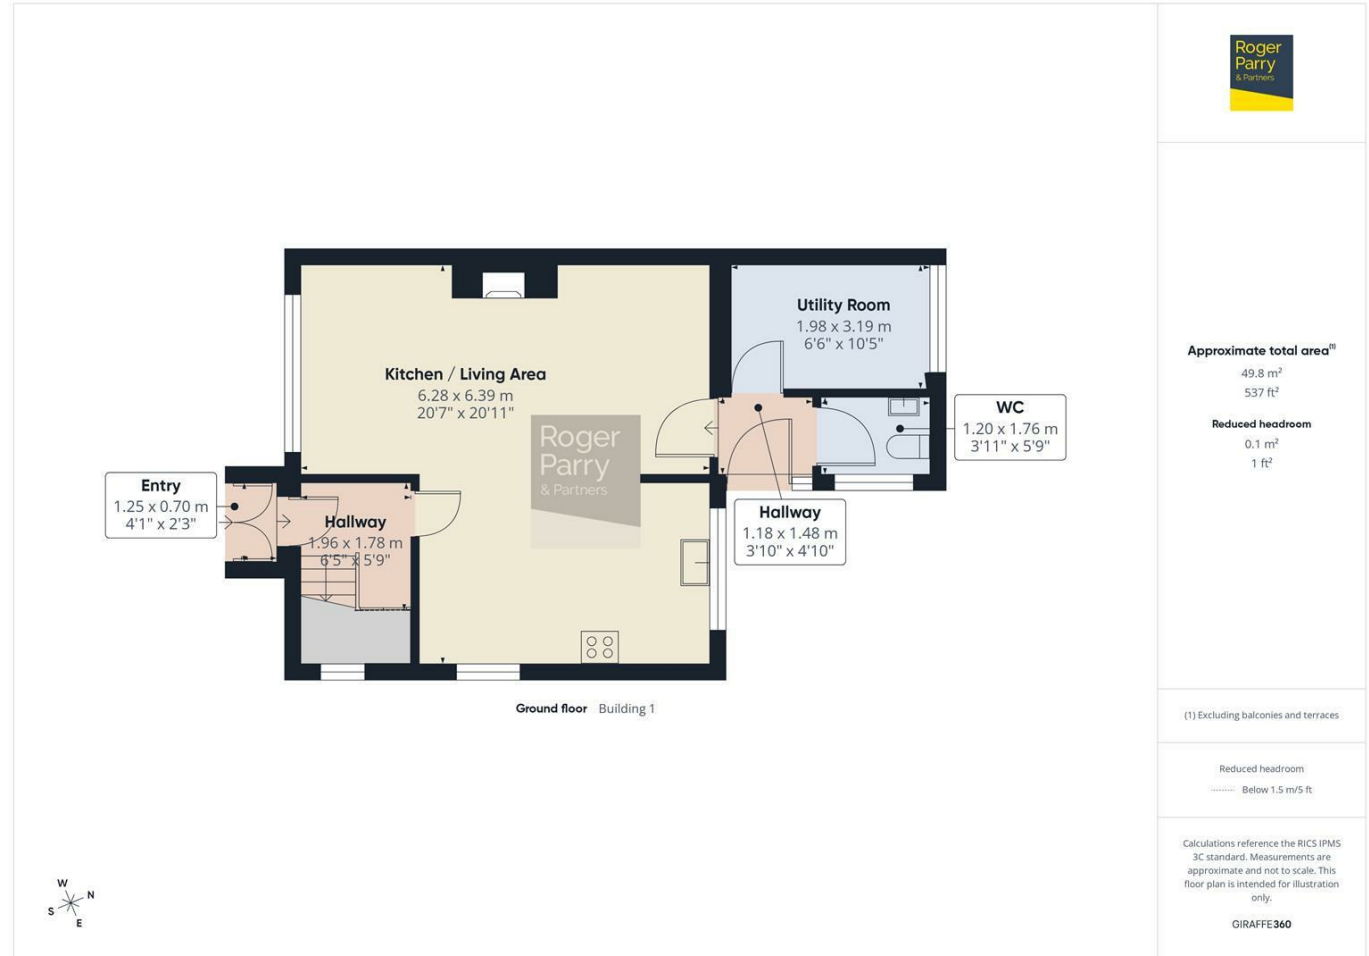 Roger
Parry
& Partners
Approximate total area(1)
49.8 m²
537 ft²
Reduced headroom
0.1 m²
1 ft²
(1) Excluding balconies and terraces
Reduced headroom
Below 1.5 m/5 ft
Calculations reference the RICS IPMS
3C standard. Measurements are
approximate and not to scale. This
floor plan is intended for illustration
only.
GIRAFFE360
Utility Room
1.98 x 3.19 m
6'6" x 10'5"
Kitchen / Living Area
6.28 x 6.39 m
20'7" x 20'11"
Roger
Parry
& Partners
WC
1.20 x 1.76 m
3'11" x 5'9"
Entry
1.25 x 0.70 m
4'1" x 2'3"
Hallway
1.96 x 1.78 m
6'5" x 5'9"
Hallway
1.18 x 1.48 m
3'10" x 4'10"
Ground floor Building 1
W
N
S
E